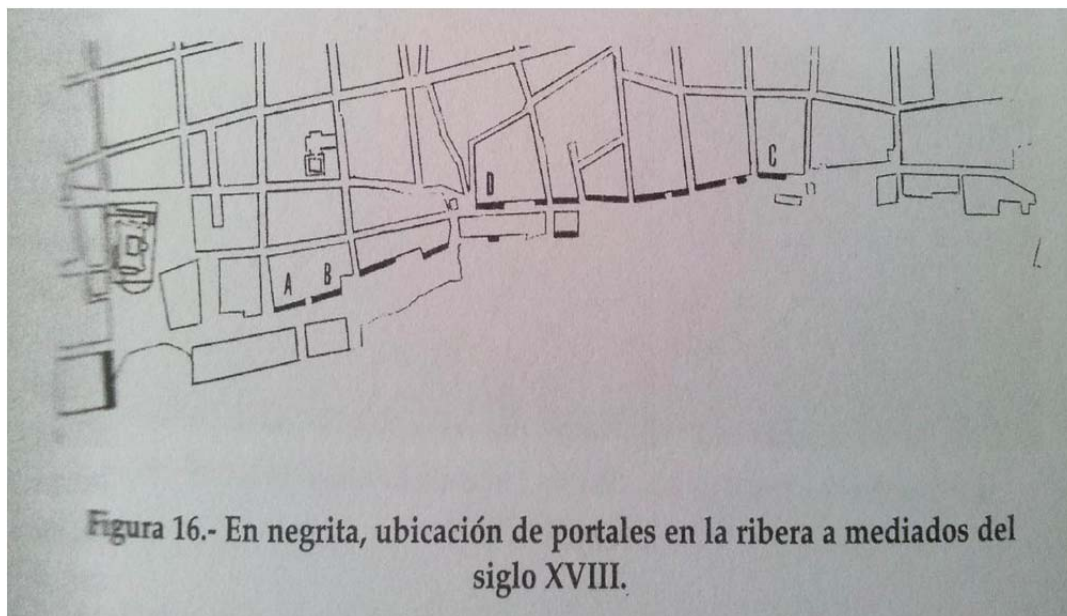 C
D
A B
Figura 16.- En negrita, ubicación de portales en la ribera a mediados del
siglo XVIII.